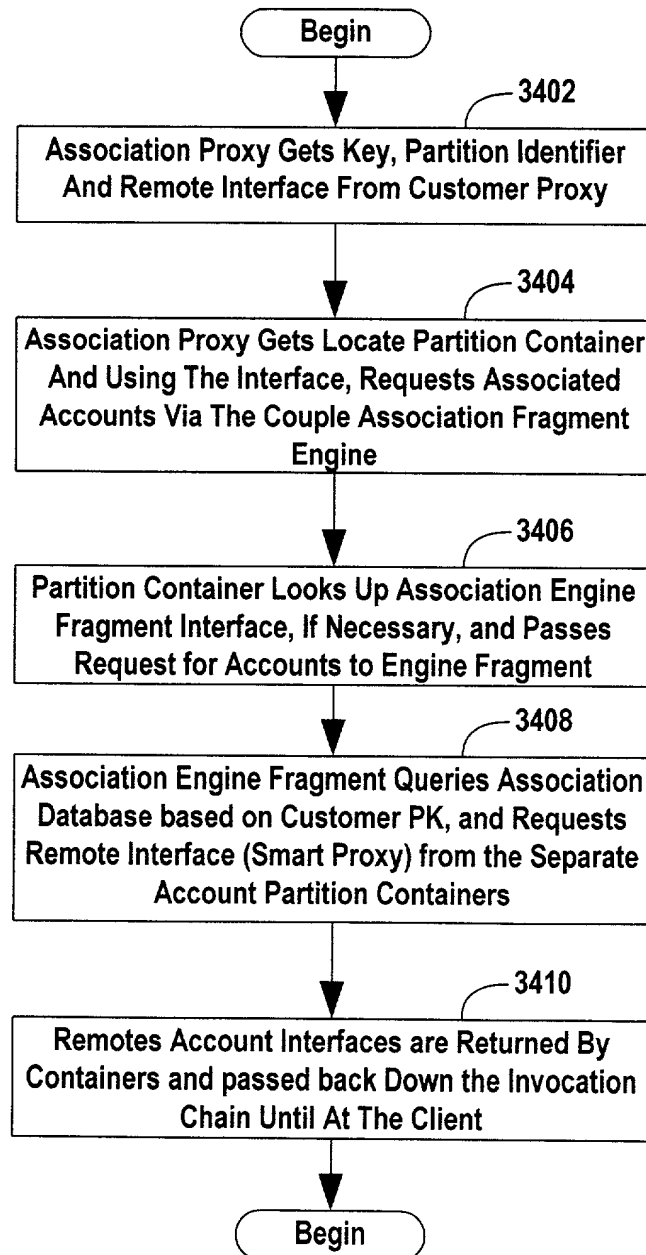 Begin
3402
Association Proxy Gets Key, Partition Identifier
And Remote Interface From Customer Proxy
3404
Association Proxy Gets Locate Partition Container
And Using The Interface, Requests Associated
Accounts Via The Couple Association Fragment
Engine
3406
Partition Container Looks Up Association Engine
Fragment Interface, If Necessary, and Passes
Request for Accounts to Engine Fragment
3408
Association Engine Fragment Queries Association
Database based on Customer PK, and Requests
Remote Interface (Smart Proxy) from the Separate
Account Partition Containers
3410
Remotes Account Interfaces are Returned By
Containers and passed back Down the Invocation
Chain Until At The Client
Begin